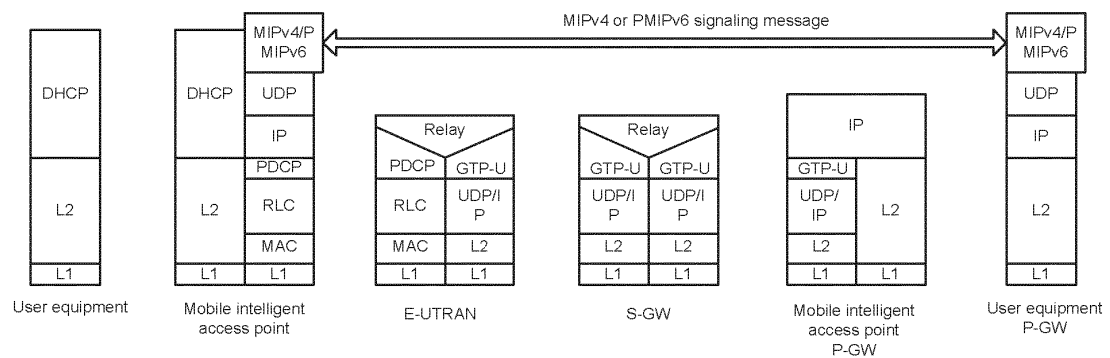 MIPv4 or PMIPv6 signaling message
DHCP
L2
L1
User equipment
DHCP
L2
L1
MIPv4/P
MIPv6
UDP
IP
PDCP
RLC
MAC
L1
Mobile intelligent
access point
Relay
PDCP
GTP-U
RLC
UDP/I
P
MAC
L2
L1
L1
E-UTRAN
Relay
GTP-U
GTP-U
UDP/I
P
UDP/I
P
L2
L2
L1
L1
S-GW
IP
GTP-U
UDP/
IP
L2
L1
L2
L1
Mobile intelligent
access point
P-GW
MIPv4/P
MIPv6
UDP
IP
L2
L1
User equipment
P-GW